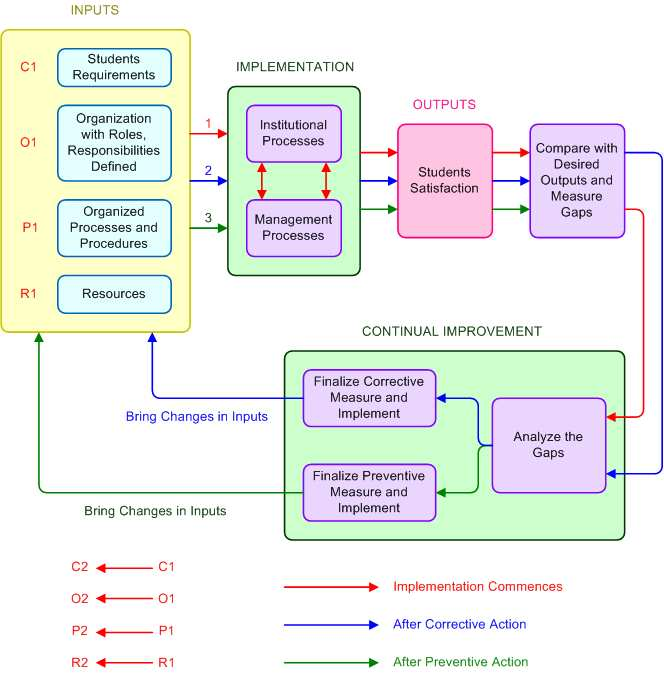 INPUTS
C1
Students
Requirements
O1
Organization
with Roles,
Responsibilities
Defined
P1
Organized
Processes and
Procedures
R1
Resources
1
2
3
IMPLEMENTATION
Institutional
Processes
Management
Processes
OUTPUTS
Students
Satisfaction
Compare with
Desired
Outputs and
Measure
Gaps
CONTINUAL IMPROVEMENT
Finalize Corrective
Measure and
Implement
Analyze the
Gaps
Finalize Preventive
Measure and
Implement
Bring Changes in Inputs
Bring Changes in Inputs
C2 C1
O2 O1
P2 P1
R2 R1
Implementation Commences
After Corrective Action
After Preventive Action